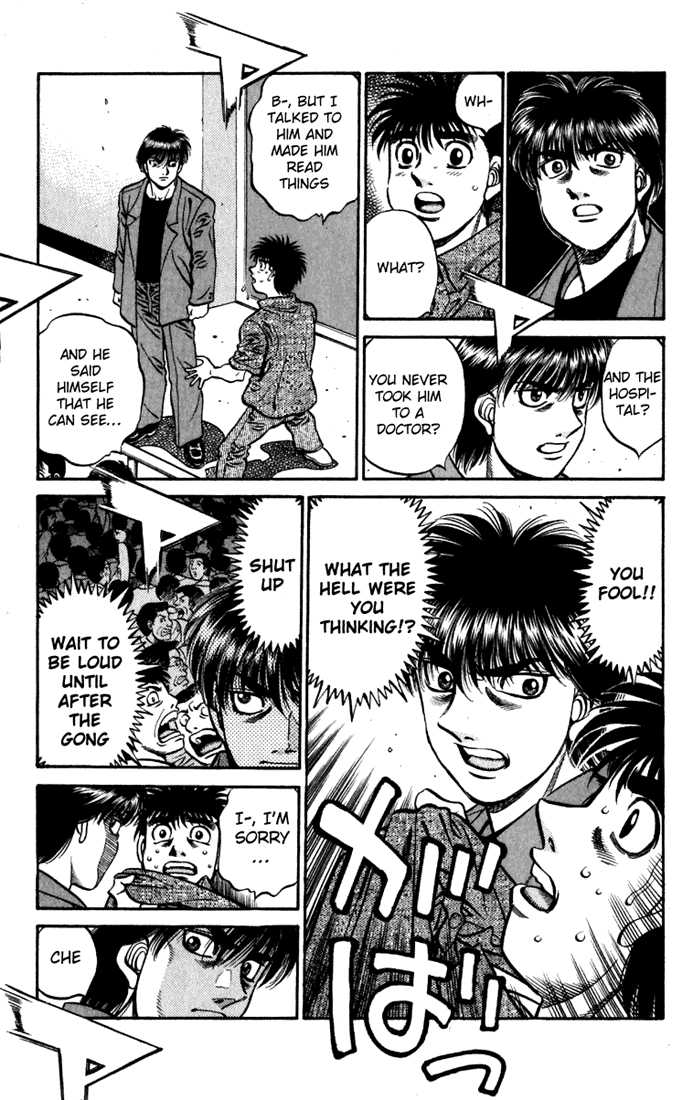 WH-
WHAT?
B-, BUT I
TALKED TO
HIM AND
MADE HIM
READ
THINGS
AND HE
SAID
HIMSELF
THAT HE
CAN SEE...
AND THE
HOSPI-
TAL?
YOU NEVER
TOOK HIM
TO A
DOCTOR?
YOU
FOOL!!
WHAT THE
HELL WERE
YOU
THINKING!?
ガ
ばっ
SHUT
UP
WAIT TO
BE LOUD
UNTIL
AFTER
THE
GONG
I-, I'M
SORRY
...
CHE